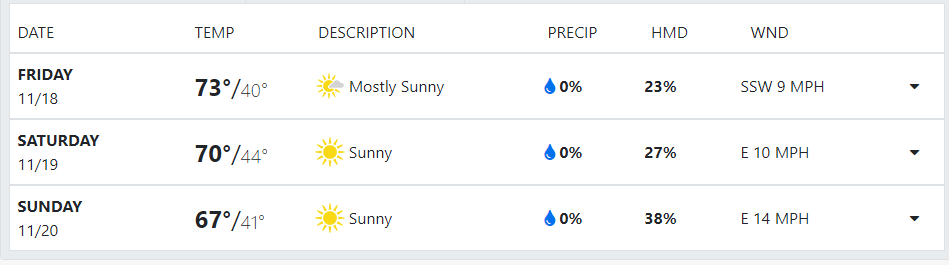 DATE TEMP DESCRIPTION PRECIP HMD WND
FRIDAY
11/18
73°/40° Mostly Sunny 0% 23% SSW 9 MPH
SATURDAY
11/19
70°/44° Sunny 0% 27% E 10 MPH
SUNDAY
11/20
67°/41° Sunny 0% 38% E 14 MPH